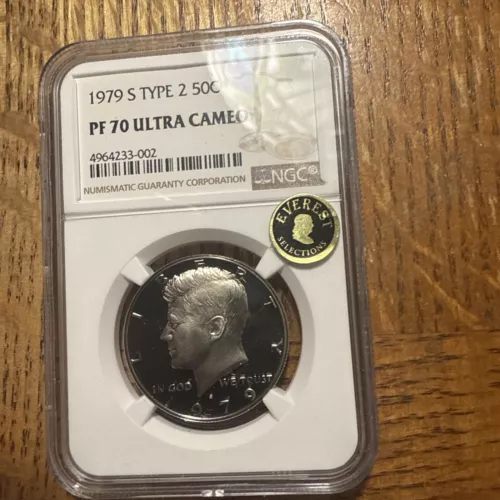 1979 S TYPE 2 50C
PF 70 ULTRA CAMEO
4964233-002
NUMISMATIC GUARANTY CORPORATION
NGC®
EVEREST
SELECTIONS
LIBERTY
IN GOD WE TRUST
1979